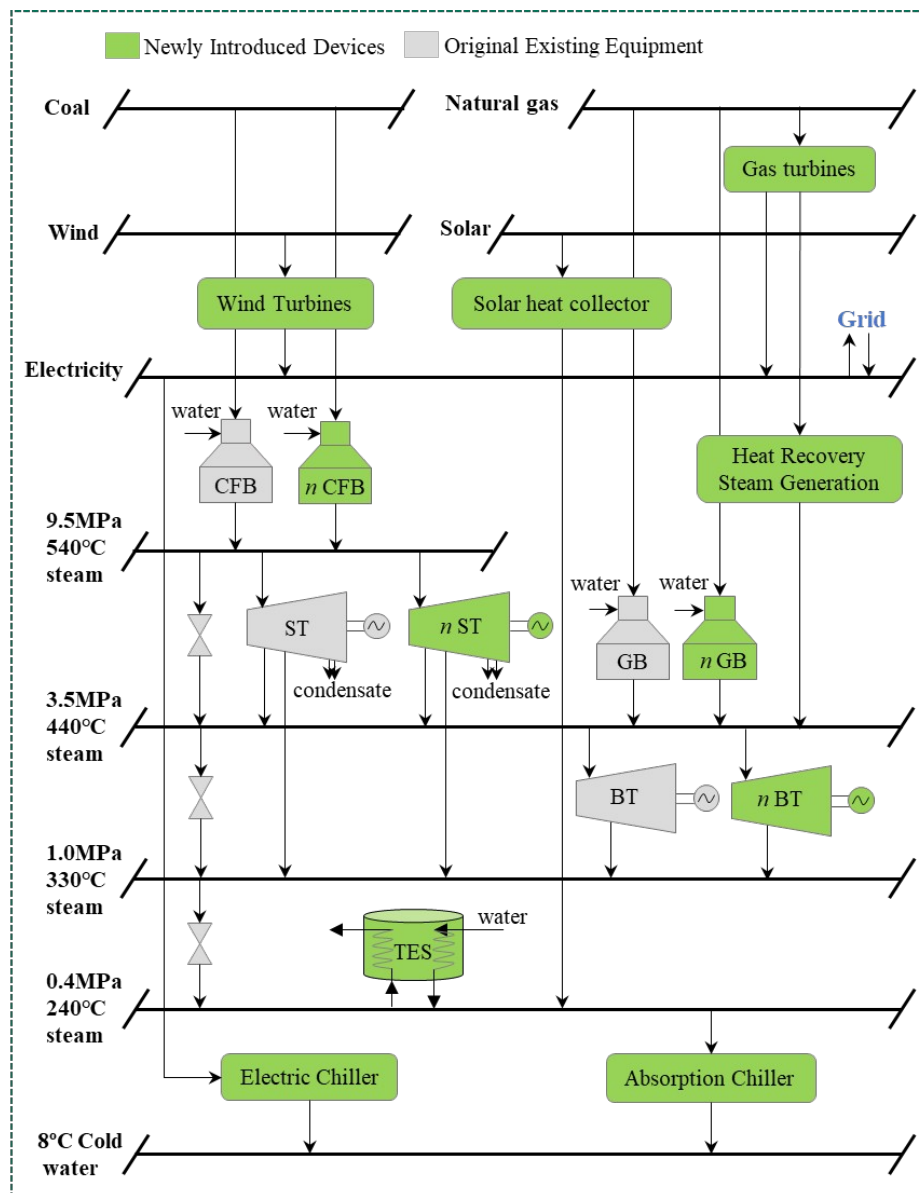 Newly Introduced Devices
Original Existing Equipment
Coal
Natural gas
Gas turbines
Wind
Solar
Wind Turbines
Solar heat collector
Grid
Electricity
water
water
CFB
n CFB
Heat Recovery
Steam Generation
9.5MPa
540℃
steam
water
water
ST
n ST
GB
n GB
condensate
condensate
3.5MPa
440℃
steam
BT
n BT
1.0MPa
330℃
steam
water
TES
0.4MPa
240℃
steam
Electric Chiller
Absorption Chiller
8℃ Cold
water